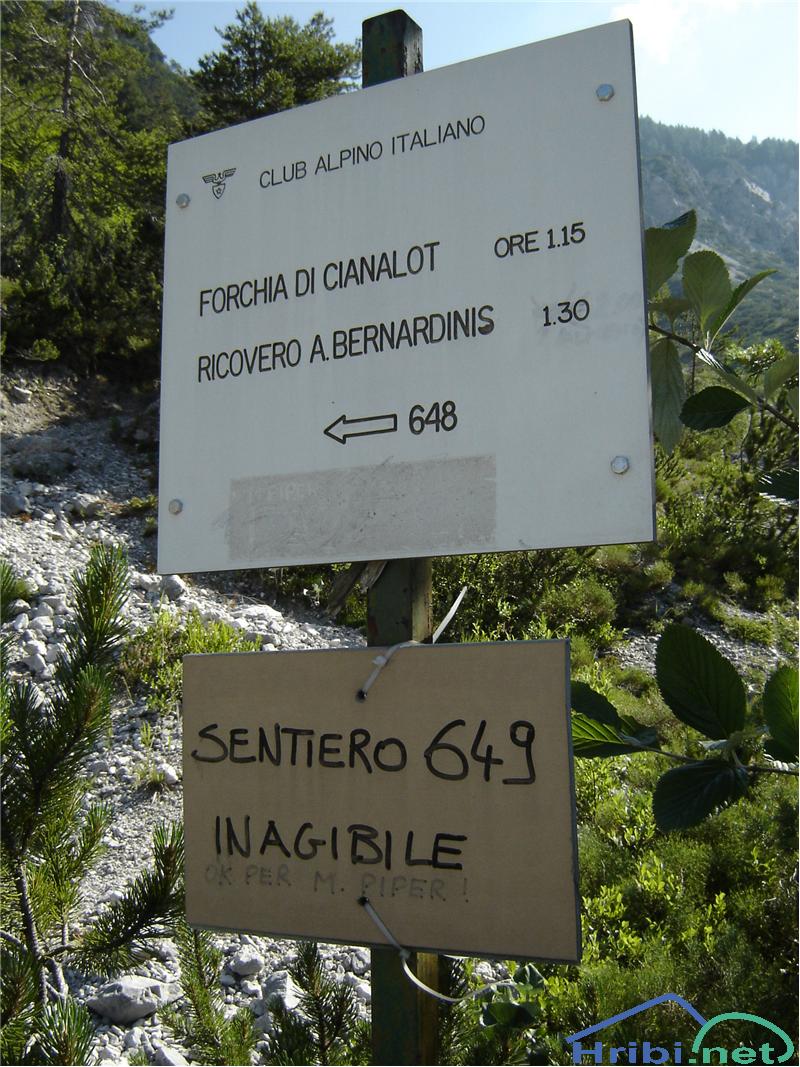 CLUB ALPINO ITALIANO
FORCHIA DI CIANALOT ORE 1.15
RICOVERO A. BERNARDINIS 1.30
648
SENTIERO 649
INAGIBILE
OK PER M. PIPER!
Hribi.net